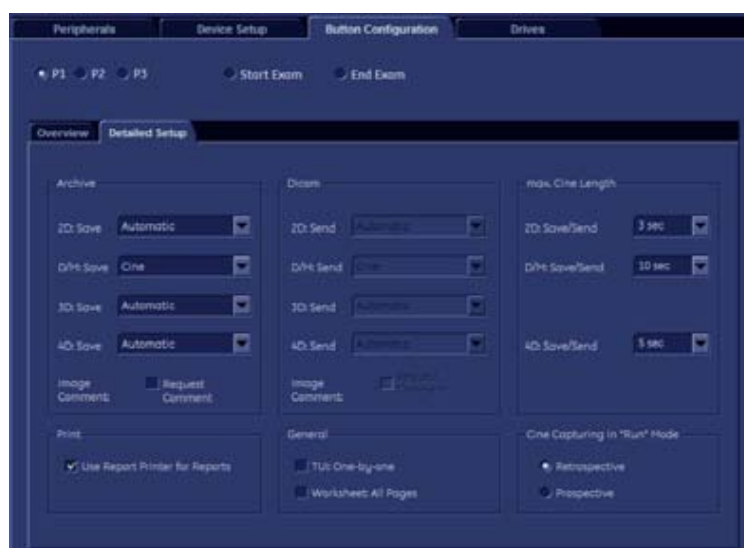 Peripherals Device Setup Button Configuration Drives
P1 P2 P3 Start Exam End Exam
Overview Detailed Setup
Archive Dicom max. Cine Length
2D: Save Automatic 2D: Send Automatic 2D: Save/Send 3 sec
D/M: Save Cine D/M: Send Cine D/M: Save/Send 10 sec
3D: Save Automatic 3D: Send Automatic
4D: Save Automatic 4D: Send Automatic 4D: Save/Send 5 sec
Image Request Image
Comment: Comment Comment:
Print General Cine Capturing in "Run" Mode
Use Report Printer for Reports TUI: One-by-one Retrospective
Worksheet: All Pages Prospective